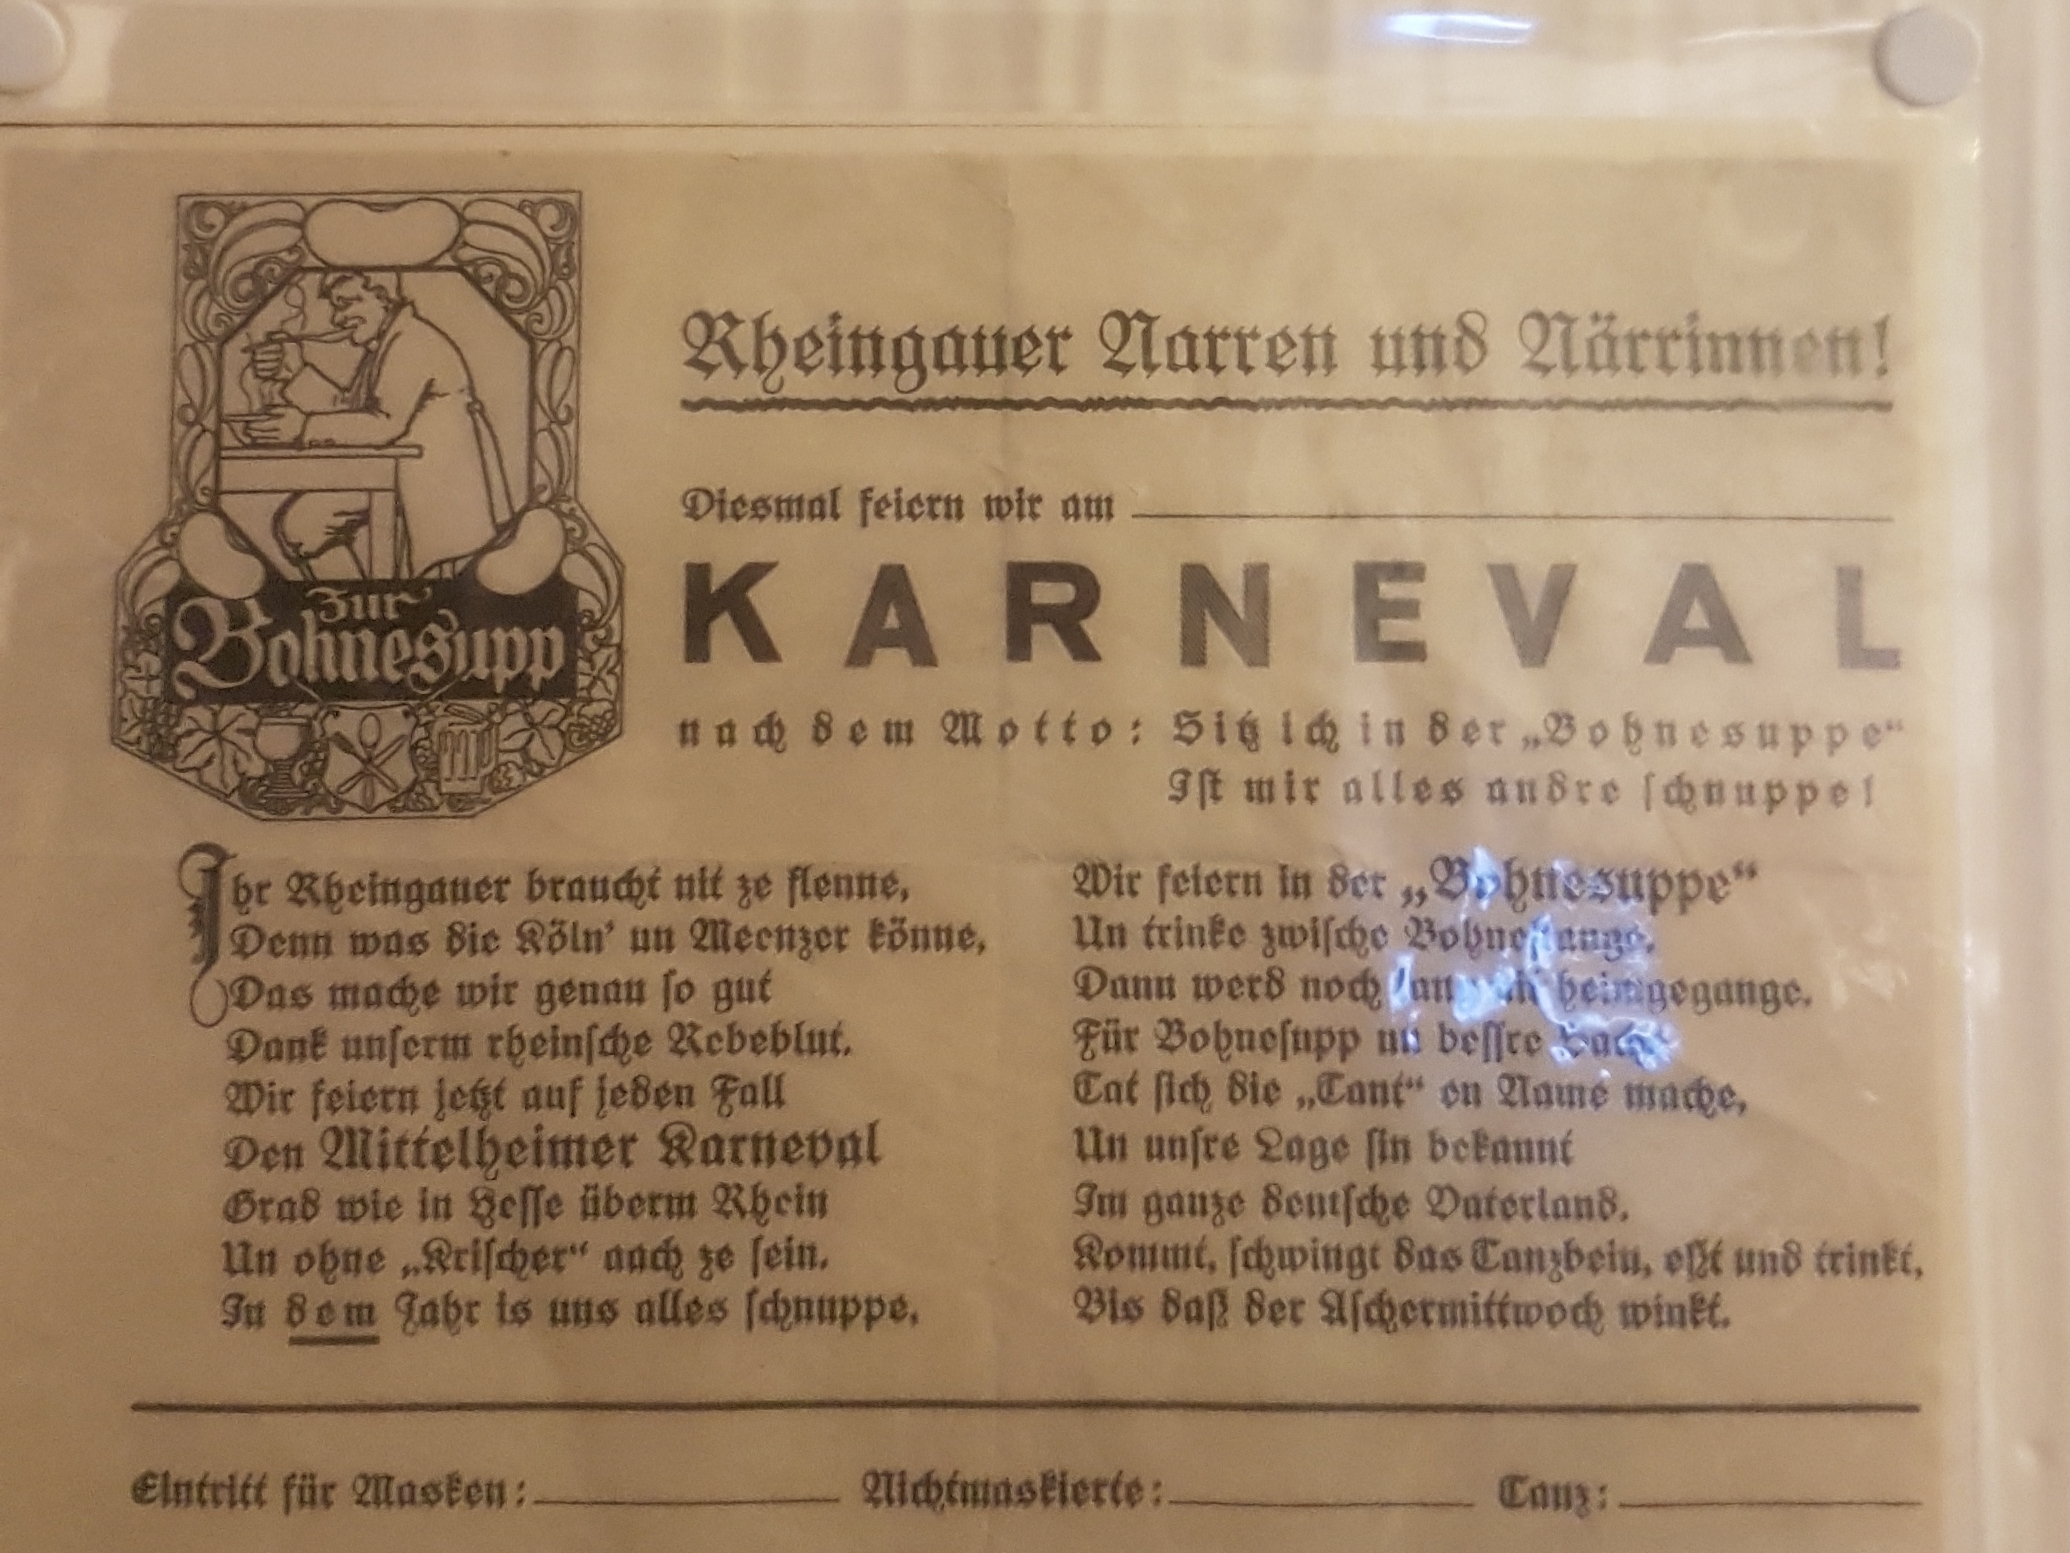 Zur
Bohnesupp
Rheingauer Narren und Närrinnen!
Diesmal feiern wir am
KARNEVAL
nach dem Motto: Sitz ich in der „Bohnesuppe“
Ist mir alles andre schnuppe!
Ihr Rheingauer braucht nit ze flenne,
Denn was die Köln' un Meenzer könne,
Das mache wir genau so gut
Dank unserm rheinsche Rebeblut.
Wir feiern jetzt auf jeden Fall
Den Mittelheimer Karneval
Grad wie in Hesse überm Rhein
Un ohne „Krischer“ aach ze sein.
In dem Jahr is uns alles schnuppe,
Wir feiern in der „Bohnesuppe“
Un trinke zwische Bohnestange.
Dann werd noch lang nit heimgegange.
Für Bohnesupp un bessre Sache
Tat sich die „Tant“ en Name mache,
Un unsre Lage sin bekannt
Im ganze deutsche Vaterland.
Kommt, schwingt das Tanzbein, eßt und trinkt,
Bis daß der Aschermittwoch winkt.
Eintritt für Masken: Nichtmaskierte: Tanz: